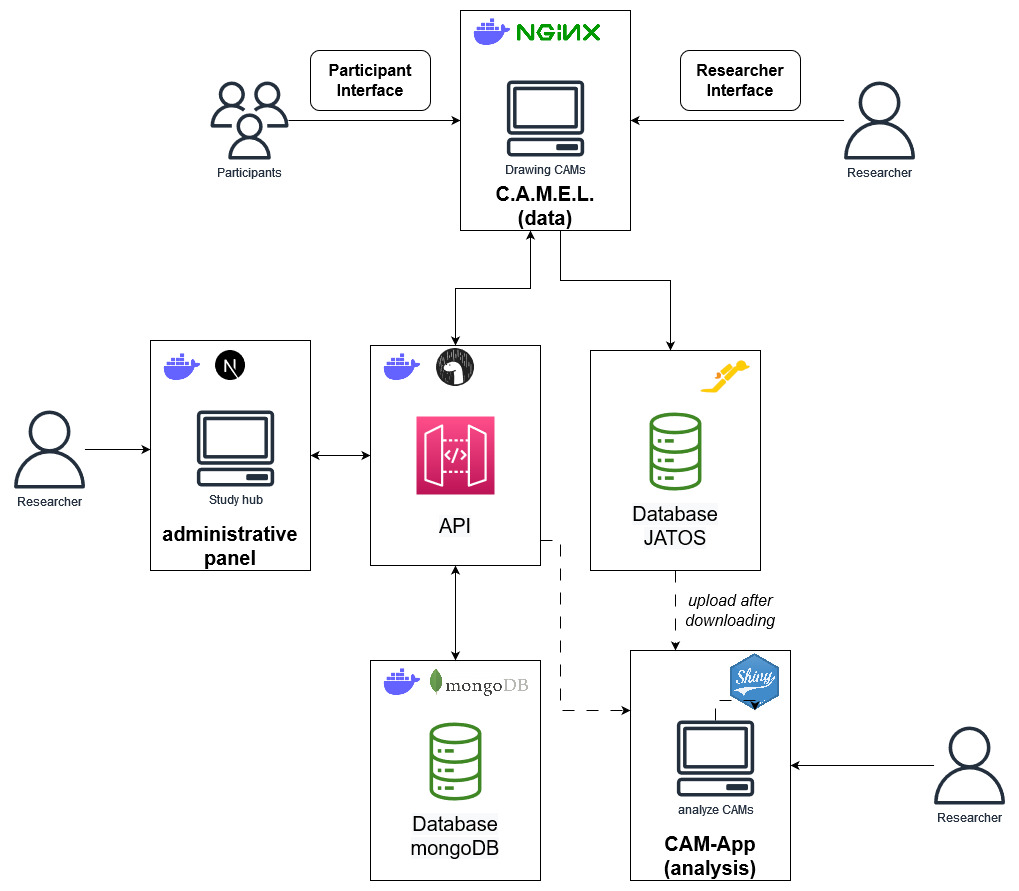 NGiNX
Participant
Interface
Researcher
Interface
Participants
Drawing CAMs
C.A.M.E.L.
(data)
Researcher
N
Researcher
Study hub
administrative
panel
</>
API
Database
JATOS
upload after
downloading
mongoDB
Database
mongoDB
Shiny
analyze CAMs
CAM-App
(analysis)
Researcher